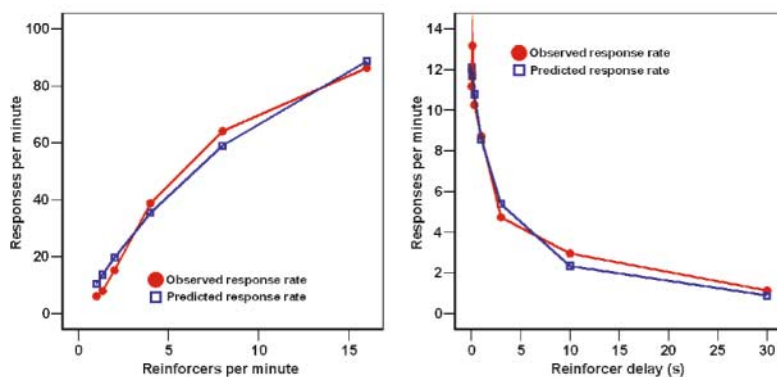 100
80
60
40
20
0
Responses per minute
Observed response rate
Predicted response rate
0 5 10 15
Reinforcers per minute
14
12
10
8
6
4
2
0
Responses per minute
Observed response rate
Predicted response rate
0 5 10 15 20 25 30
Reinforcer delay (s)